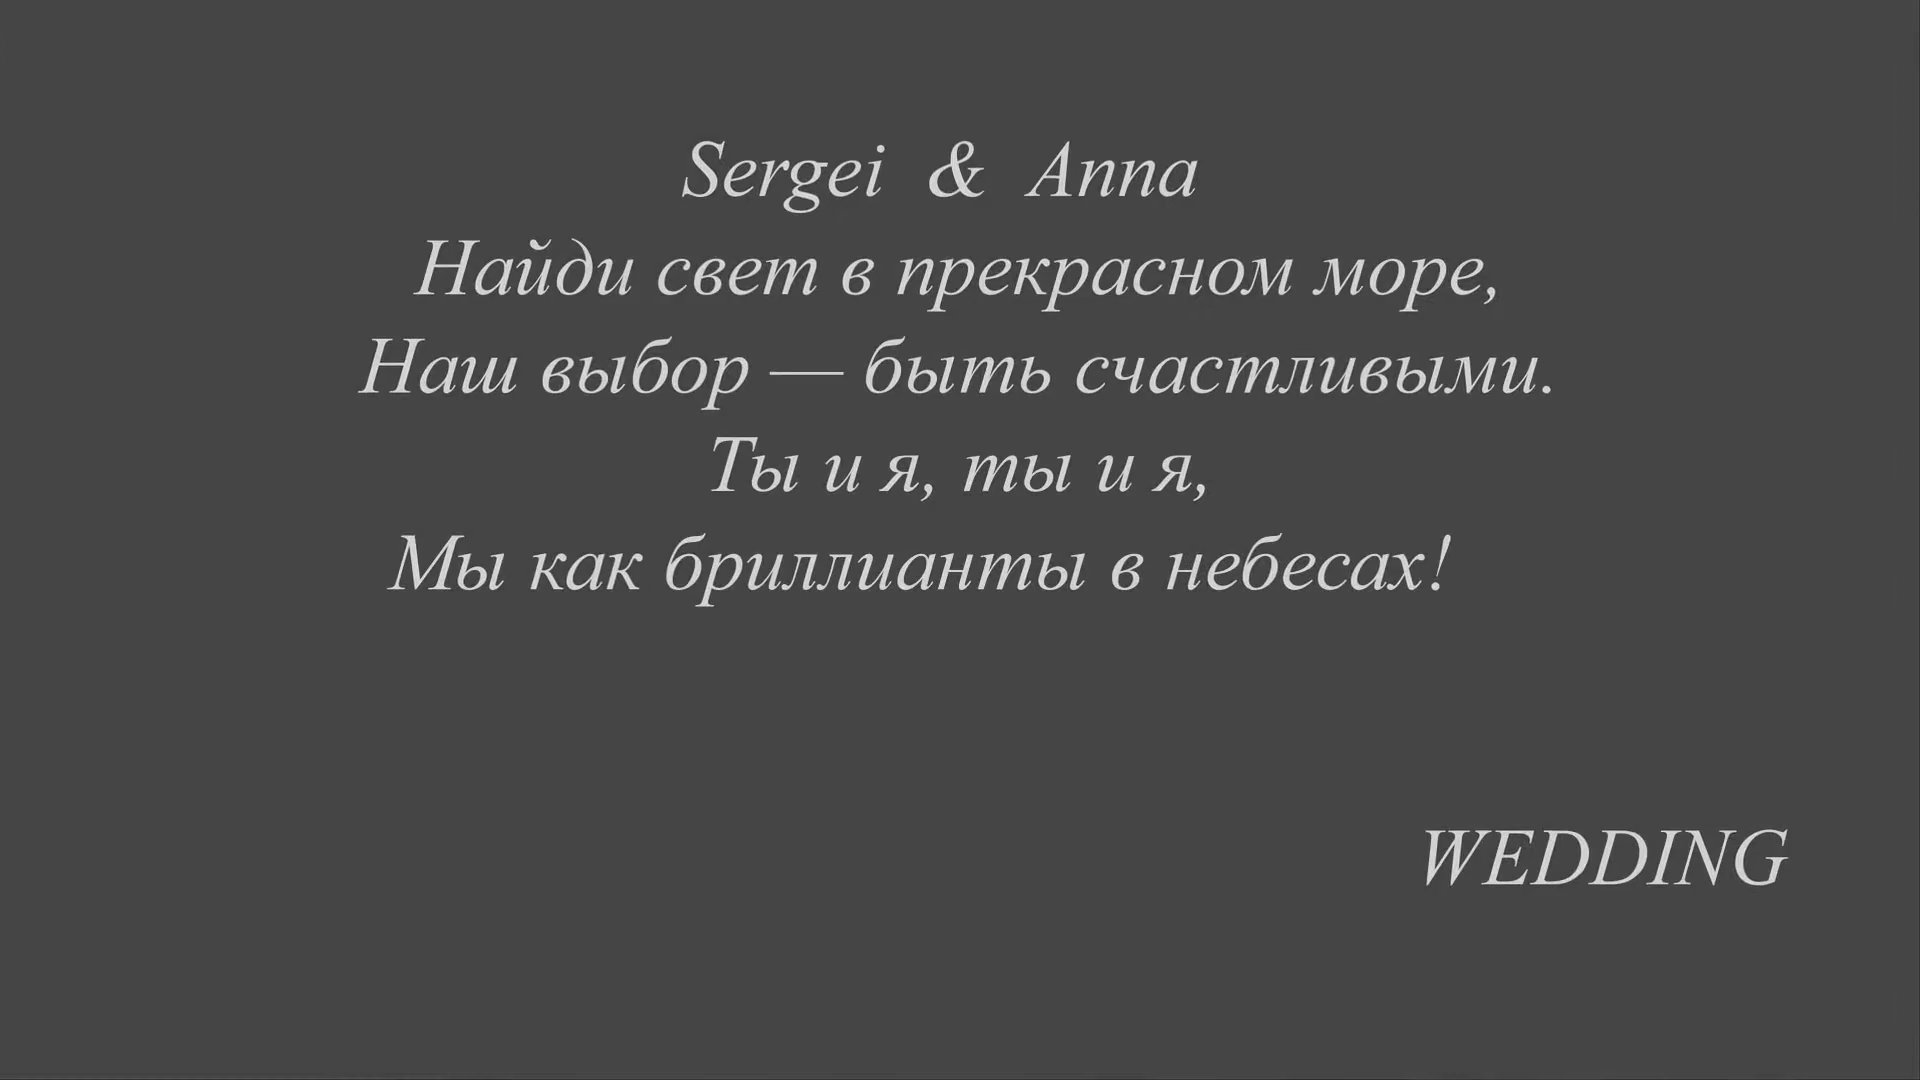 Sergei & Anna
Найди свет в прекрасном море,
Наш выбор — быть счастливыми.
Ты и я, ты и я,
Мы как бриллианты в небесах!
WEDDING